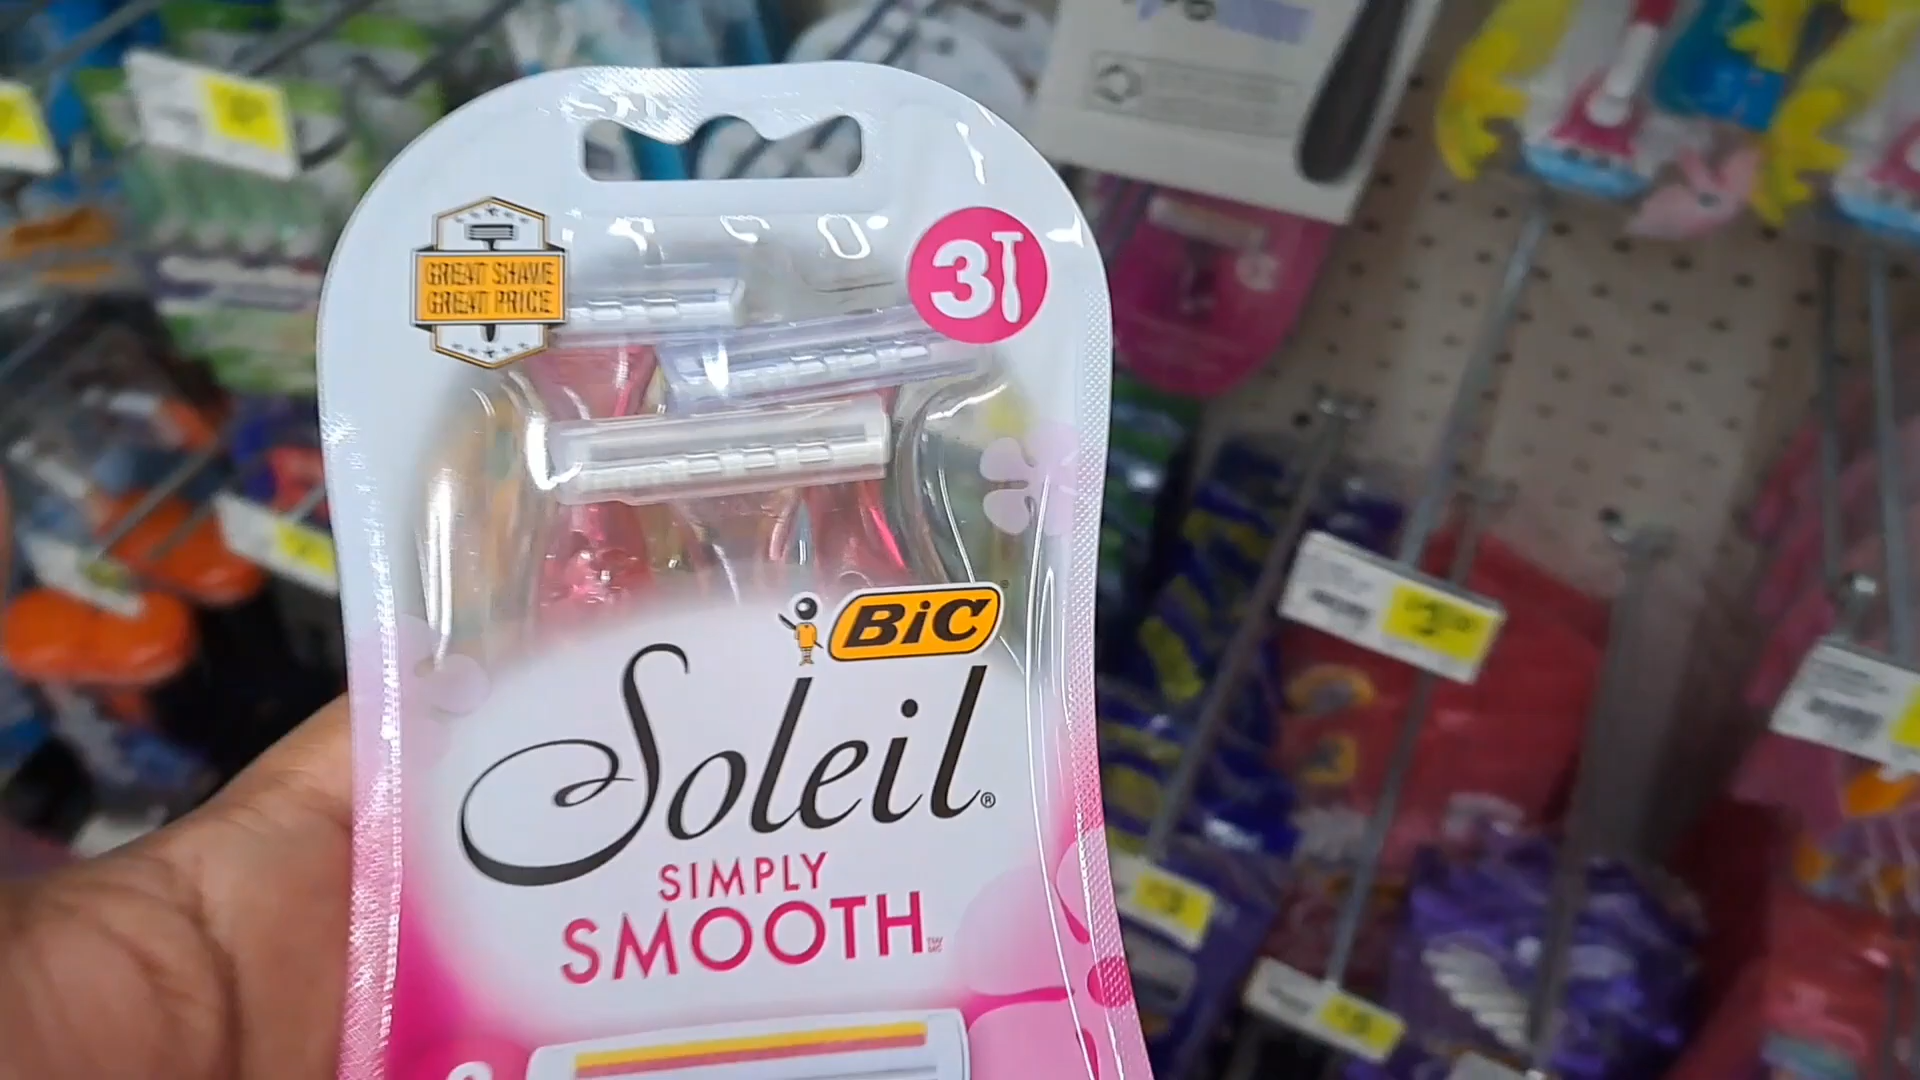 GREAT SHAVE
GREAT PRICE
3
BiC
Soleil®
SIMPLY
SMOOTH